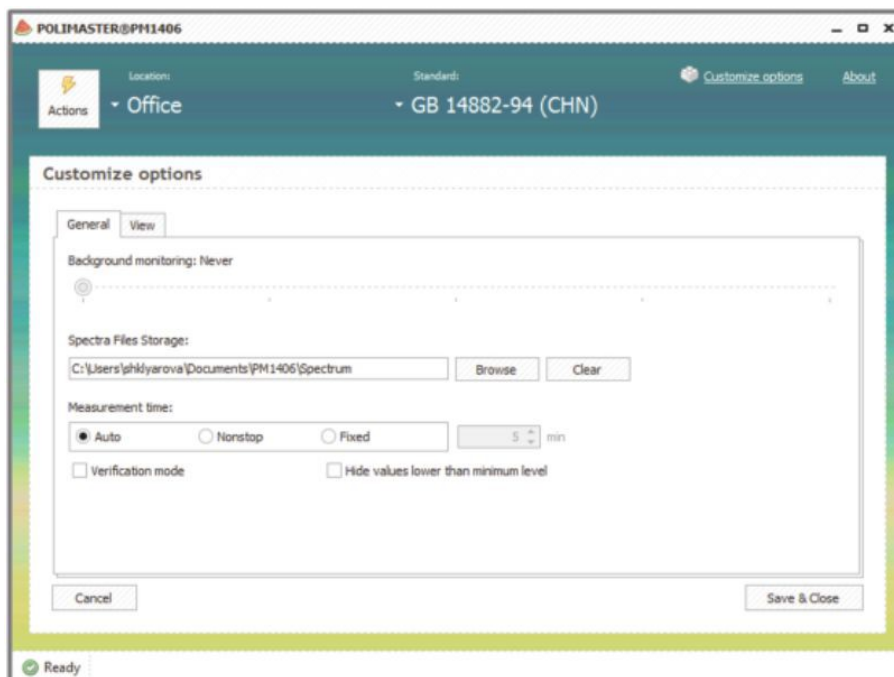 POLIMASTER®PM1406
Location: Standard: Customize options About
Actions Office GB 14882-94 (CHN)
Customize options
General View
Background monitoring: Never
Spectra Files Storage:
C:\Users\shklyarova\Documents\PM1406\Spectrum Browse Clear
Measurement time:
Auto Nonstop Fixed 5 min
Verification mode Hide values lower than minimum level
Cancel Save & Close
Ready